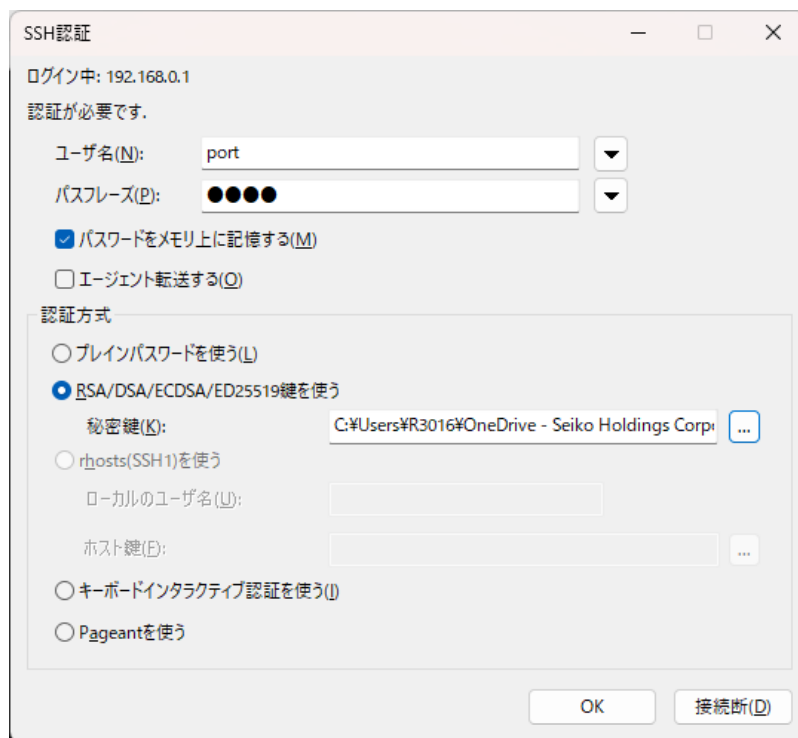 SSH認証
ログイン中: 192.168.0.1
認証が必要です.
ユーザ名(N): port
パスフレーズ(P): ●●●●
パスワードをメモリ上に記憶する(M)
エージェント転送する(O)
認証方式
プレインパスワードを使う(L)
RSA/DSA/ECDSA/ED25519鍵を使う
秘密鍵(K): C:¥Users¥R3016¥OneDrive - Seiko Holdings Corp
rhosts(SSH1)を使う
ローカルのユーザ名(U):
ホスト鍵(F): ...
キーボードインタラクティブ認証を使う(I)
Pageantを使う
OK 接続断(D)